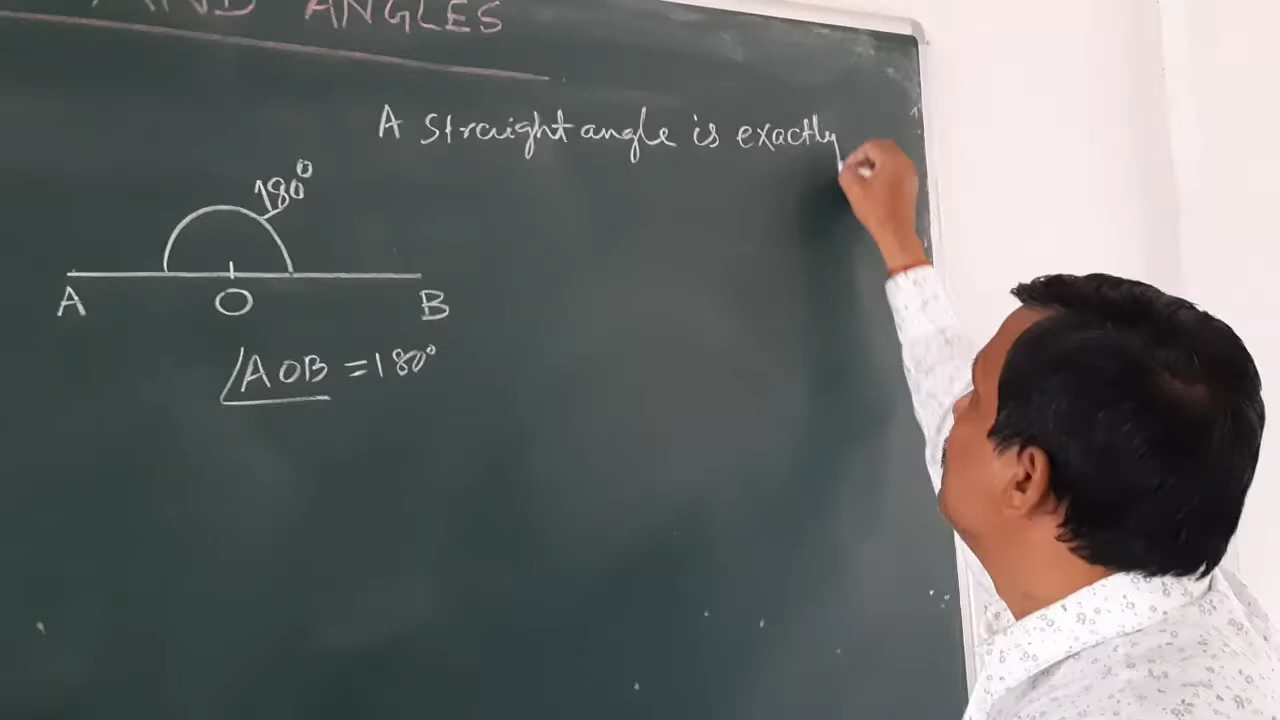 AND ANGLES
A straight angle is exactly
180°
A O B
∠AOB = 180°